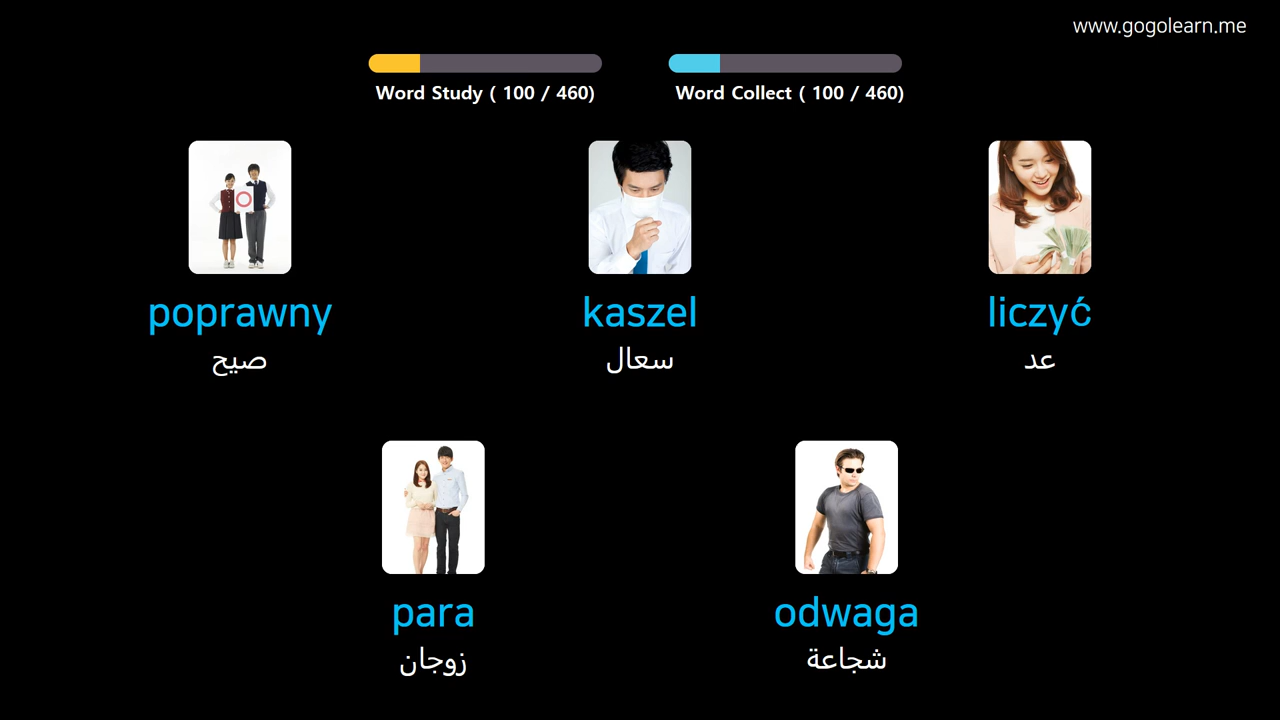 www.gogolearn.me
Word Study ( 100 / 460)
Word Collect ( 100 / 460)
poprawny
صيح
kaszel
سعال
liczyć
عد
para
زوجان
odwaga
شجاعة